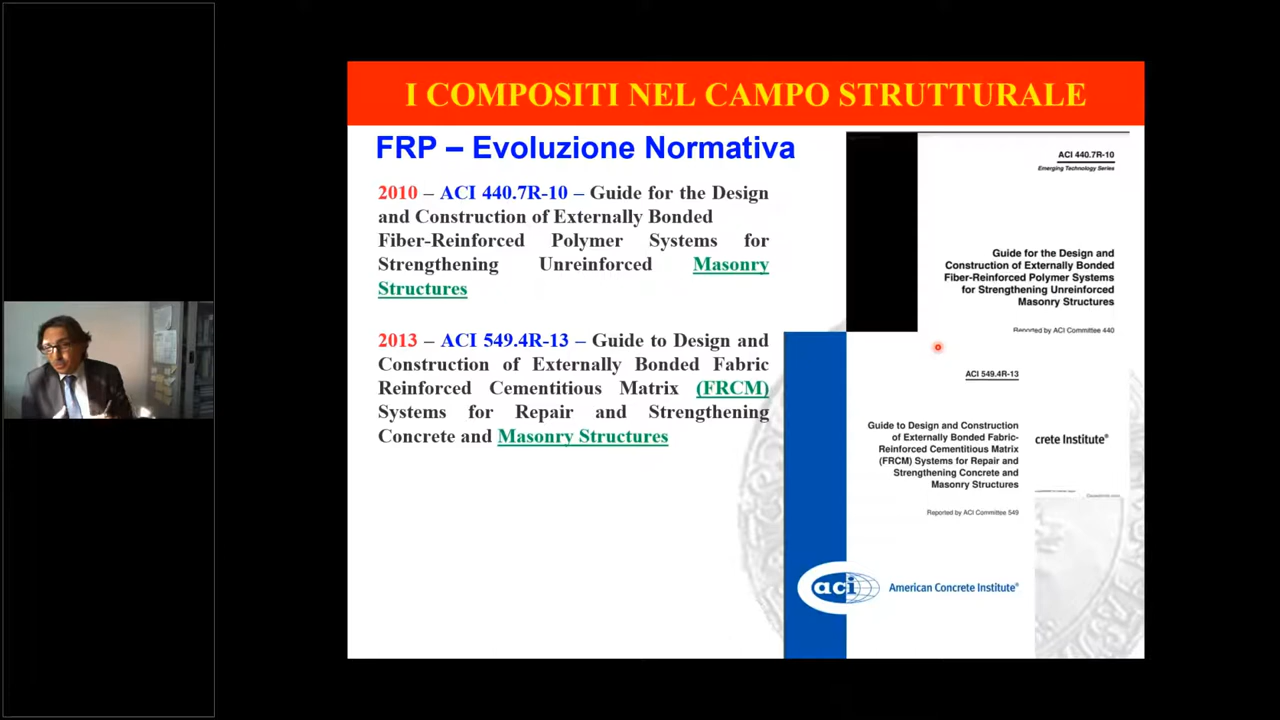 I COMPOSITI NEL CAMPO STRUTTURALE
FRP – Evoluzione Normativa
2010 – ACI 440.7R-10 – Guide for the Design
and Construction of Externally Bonded
Fiber-Reinforced Polymer Systems for
Strengthening Unreinforced Masonry
Structures
2013 – ACI 549.4R-13 – Guide to Design and
Construction of Externally Bonded Fabric
Reinforced Cementitious Matrix (FRCM)
Systems for Repair and Strengthening
Concrete and Masonry Structures
ACI 440.7R-10
Emerging Technology Series
Guide for the Design and
Construction of Externally Bonded
Fiber-Reinforced Polymer Systems
for Strengthening Unreinforced
Masonry Structures
Reported by ACI Committee 440
ACI 549.4R-13
Guide to Design and Construction
of Externally Bonded Fabric-
Reinforced Cementitious Matrix
(FRCM) Systems for Repair and
Strengthening Concrete and
Masonry Structures
Reported by ACI Committee 549
crete Institute®
aci
American Concrete Institute®